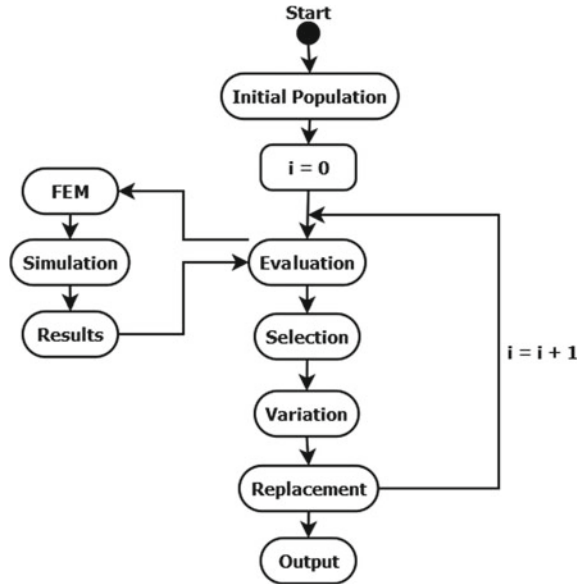 Start
Initial Population
i = 0
FEM
Simulation
Results
Evaluation
Selection
Variation
i = i + 1
Replacement
Output